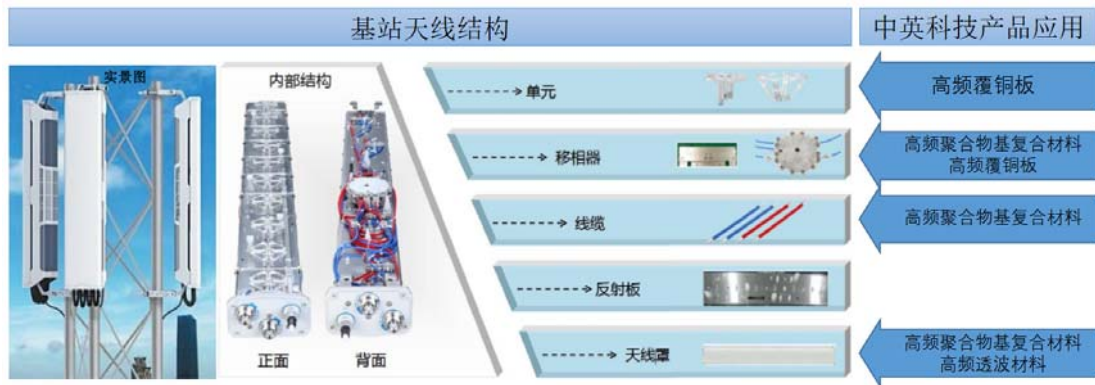 基站天线结构
中英科技产品应用
实景图
内部结构
正面
背面
单元
高频覆铜板
移相器
高频聚合物基复合材料
高频覆铜板
线缆
高频聚合物基复合材料
反射板
天线罩
高频聚合物基复合材料
高频透波材料